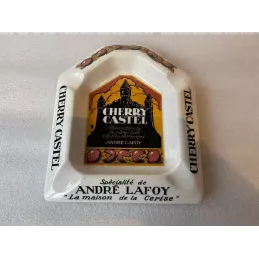 CHERRY CASTEL
CHERRY
CASTEL
ANDRÉ LAFOY
CHERRY CASTEL
Spécialité de
ANDRÉ LAFOY
"La maison de la Cerise"